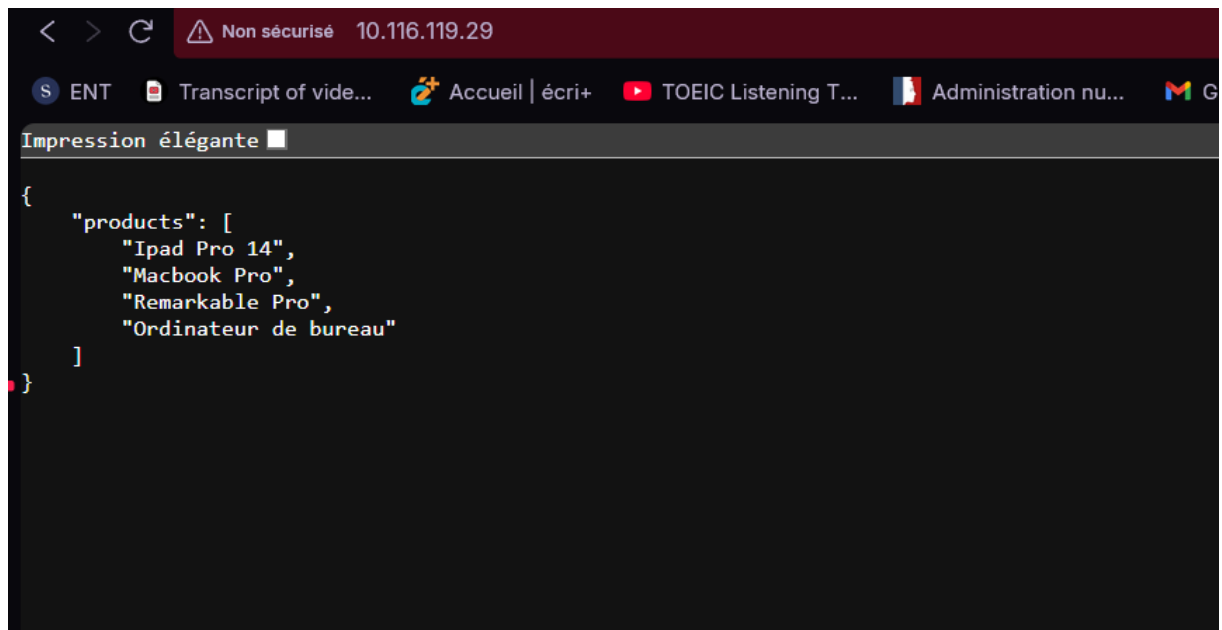 Non sécurisé 10.116.119.29
S ENT Transcript of vide... Accueil | écri+ TOEIC Listening T... Administration nu... G
Impression élégante
{
    "products": [
        "Ipad Pro 14",
        "Macbook Pro",
        "Remarkable Pro",
        "Ordinateur de bureau"
    ]
}